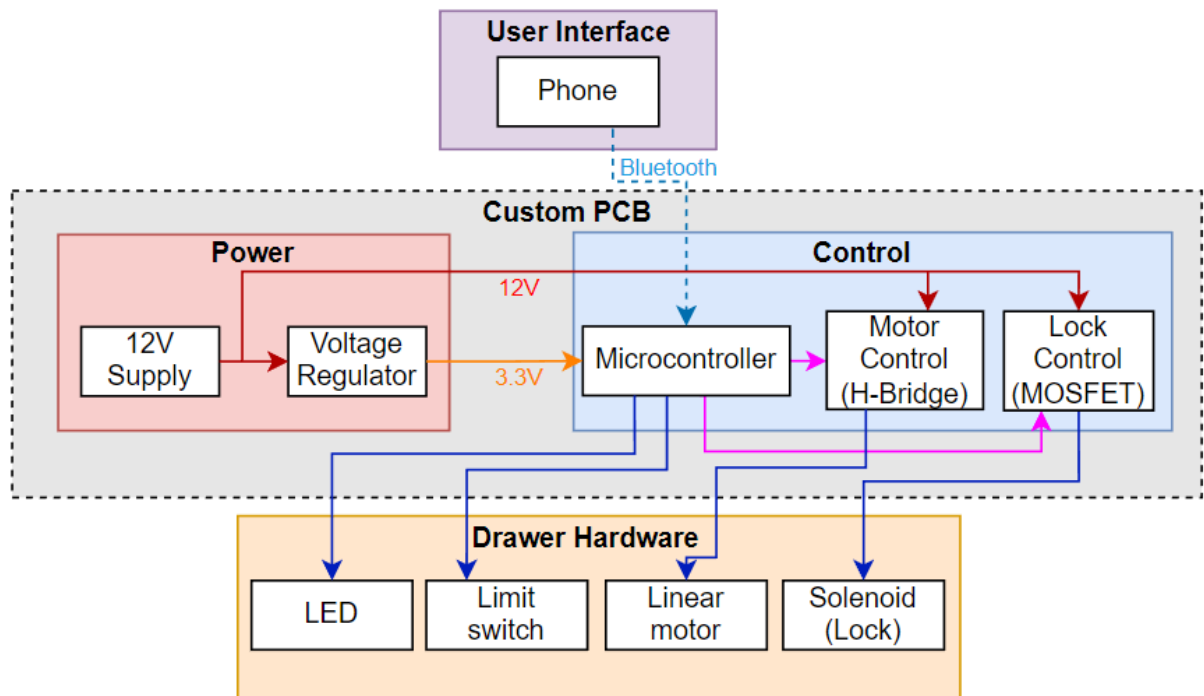 User Interface
Phone
Bluetooth
Custom PCB
Power
Control
12V
12V
Supply
Voltage
Regulator
3.3V
Microcontroller
Motor
Control
(H-Bridge)
Lock
Control
(MOSFET)
Drawer Hardware
LED
Limit
switch
Linear
motor
Solenoid
(Lock)